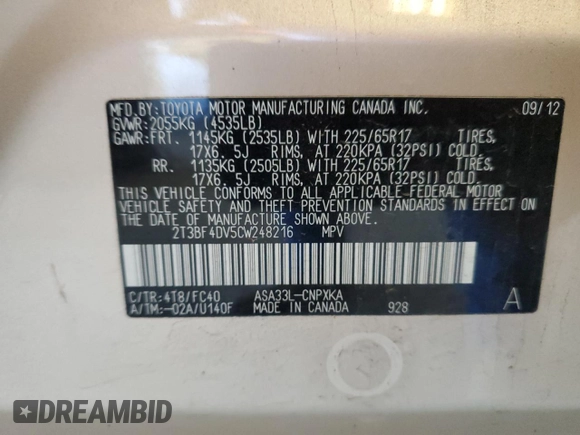 MFD.BY:TOYOTA MOTOR MANUFACTURING CANADA INC. 09/12
GVWR:2055KG (4535LB)
GAWR:FRT. 1145KG (2535LB) WITH 225/65R17 TIRES,
17X6.5J RIMS, AT 220KPA (32PSI) COLD
RR. 1135KG (2505LB) WITH 225/65R17 TIRES,
17X6.5J RIMS, AT 220KPA (32PSI) COLD
THIS VEHICLE CONFORMS TO ALL APPLICABLE FEDERAL MOTOR
VEHICLE SAFETY AND THEFT PREVENTION STANDARDS IN EFFECT ON
THE DATE OF MANUFACTURE SHOWN ABOVE.
2T3BF4DV5CW248216 MPV
C/TR:4T8/FC40 ASA33L-CNPXKA A
A/TM:-02A/U140F MADE IN CANADA 928
DREAMBID